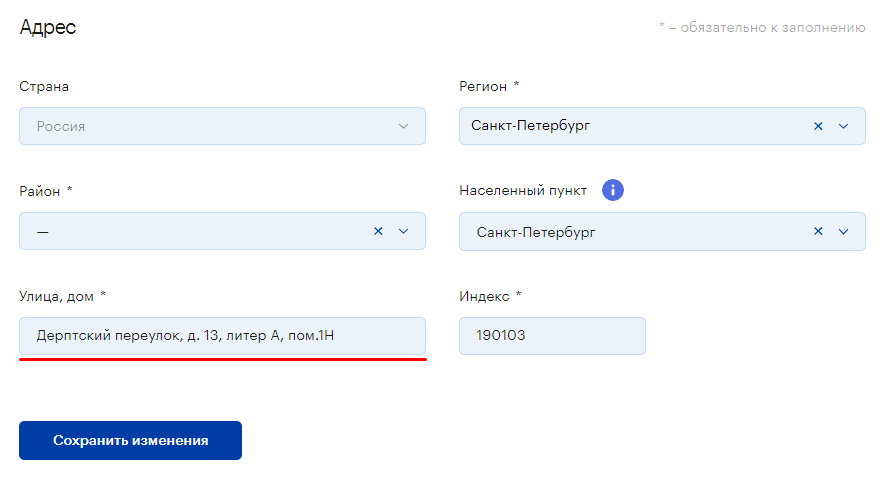 Адрес
* – обязательно к заполнению
Страна
Регион *
Россия
Санкт-Петербург
Район *
Населенный пункт
—
Санкт-Петербург
Улица, дом *
Индекс *
Дерптский переулок, д. 13, литер А, пом.1Н
190103
Сохранить изменения